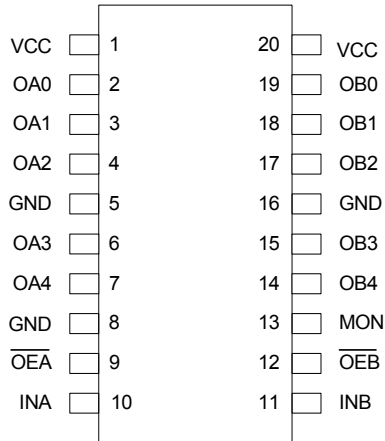 VCC 1 20 VCC
OA0 2 19 OB0
OA1 3 18 OB1
OA2 4 17 OB2
GND 5 16 GND
OA3 6 15 OB3
OA4 7 14 OB4
GND 8 13 MON
O̅E̅A̅ 9 12 O̅E̅B̅
INA 10 11 INB